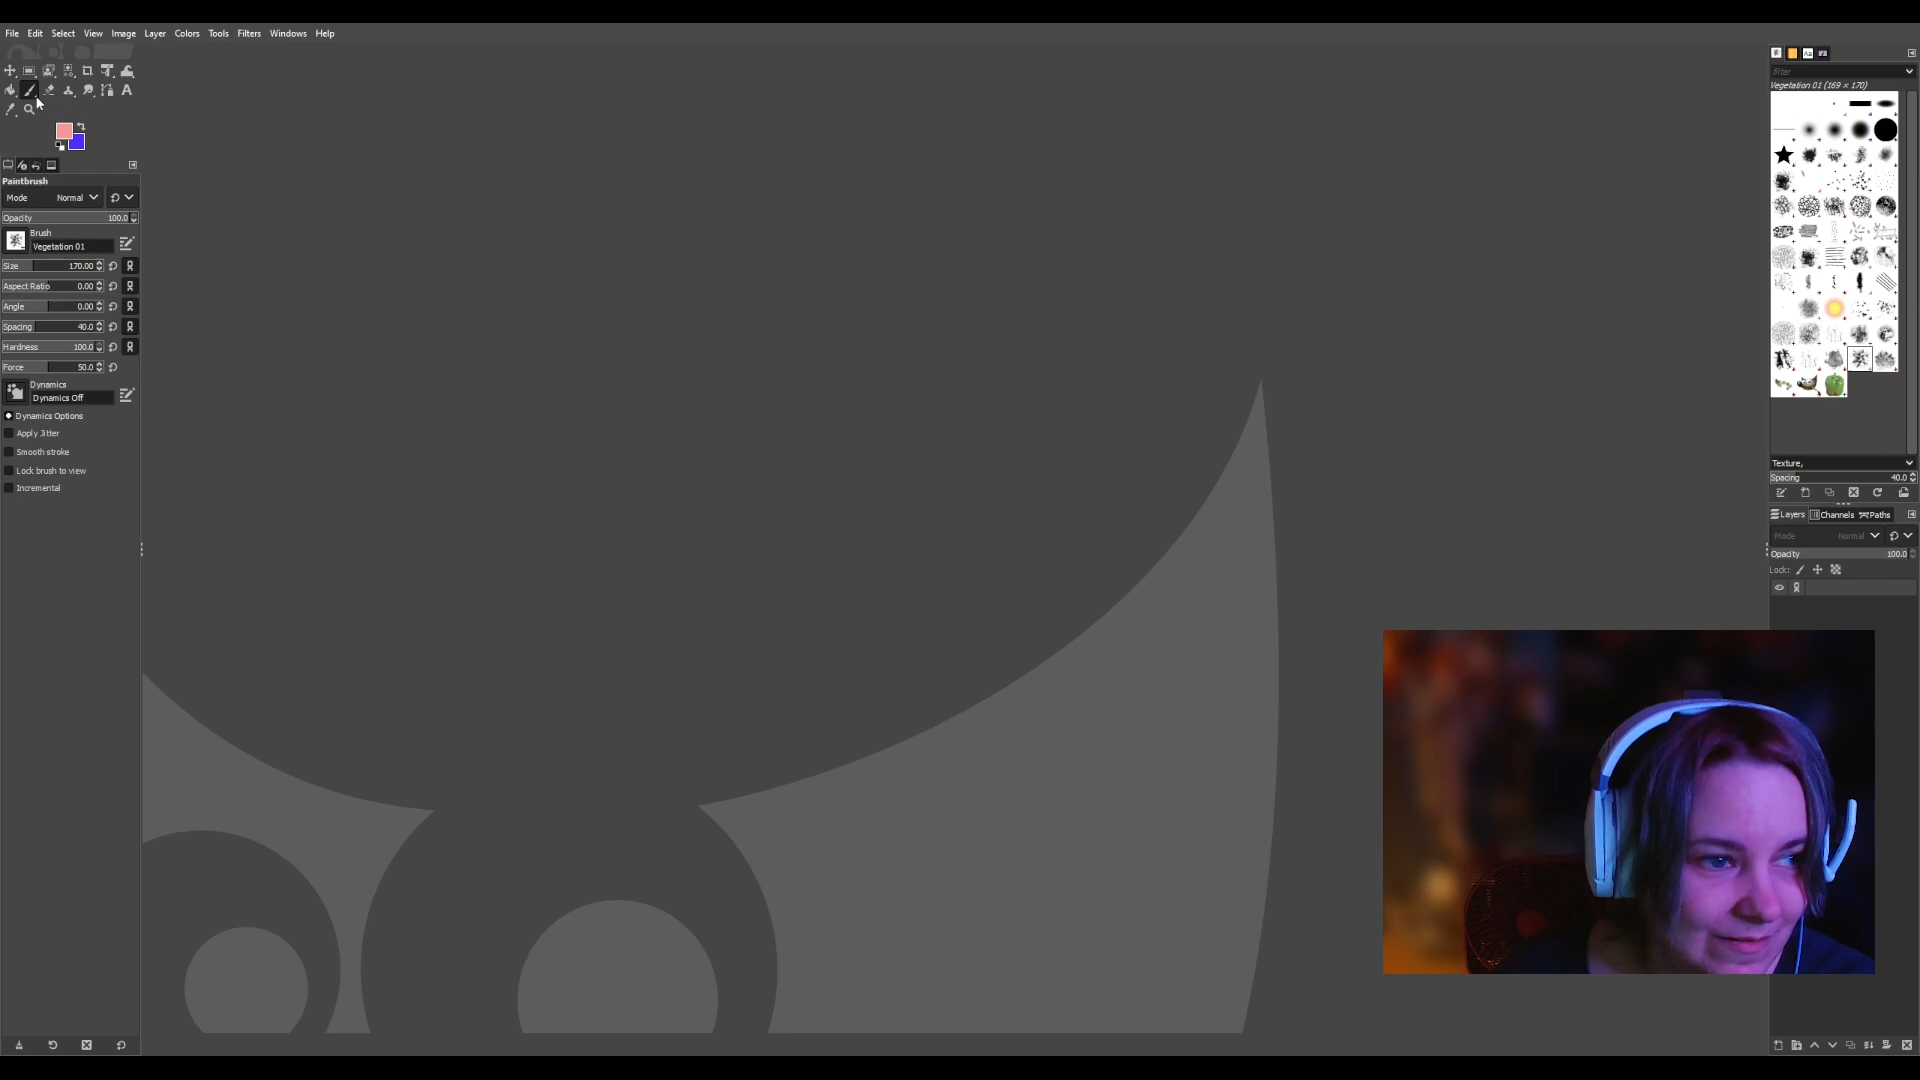 File Edit Select View Image Layer Colors Tools Filters Windows Help
Paintbrush
Mode Normal
Opacity 100.0
Brush
Vegetation 01
Size 170.00
Aspect Ratio 0.00
Angle 0.00
Spacing 40.0
Hardness 100.0
Force 50.0
Dynamics
Dynamics Off
Dynamics Options
Apply Jitter
Smooth stroke
Lock brush to view
Incremental
filter
Vegetation 01 (169 × 170)
Texture,
Spacing 40.0
Layers Channels Paths
Mode Normal
Opacity 100.0
Lock: